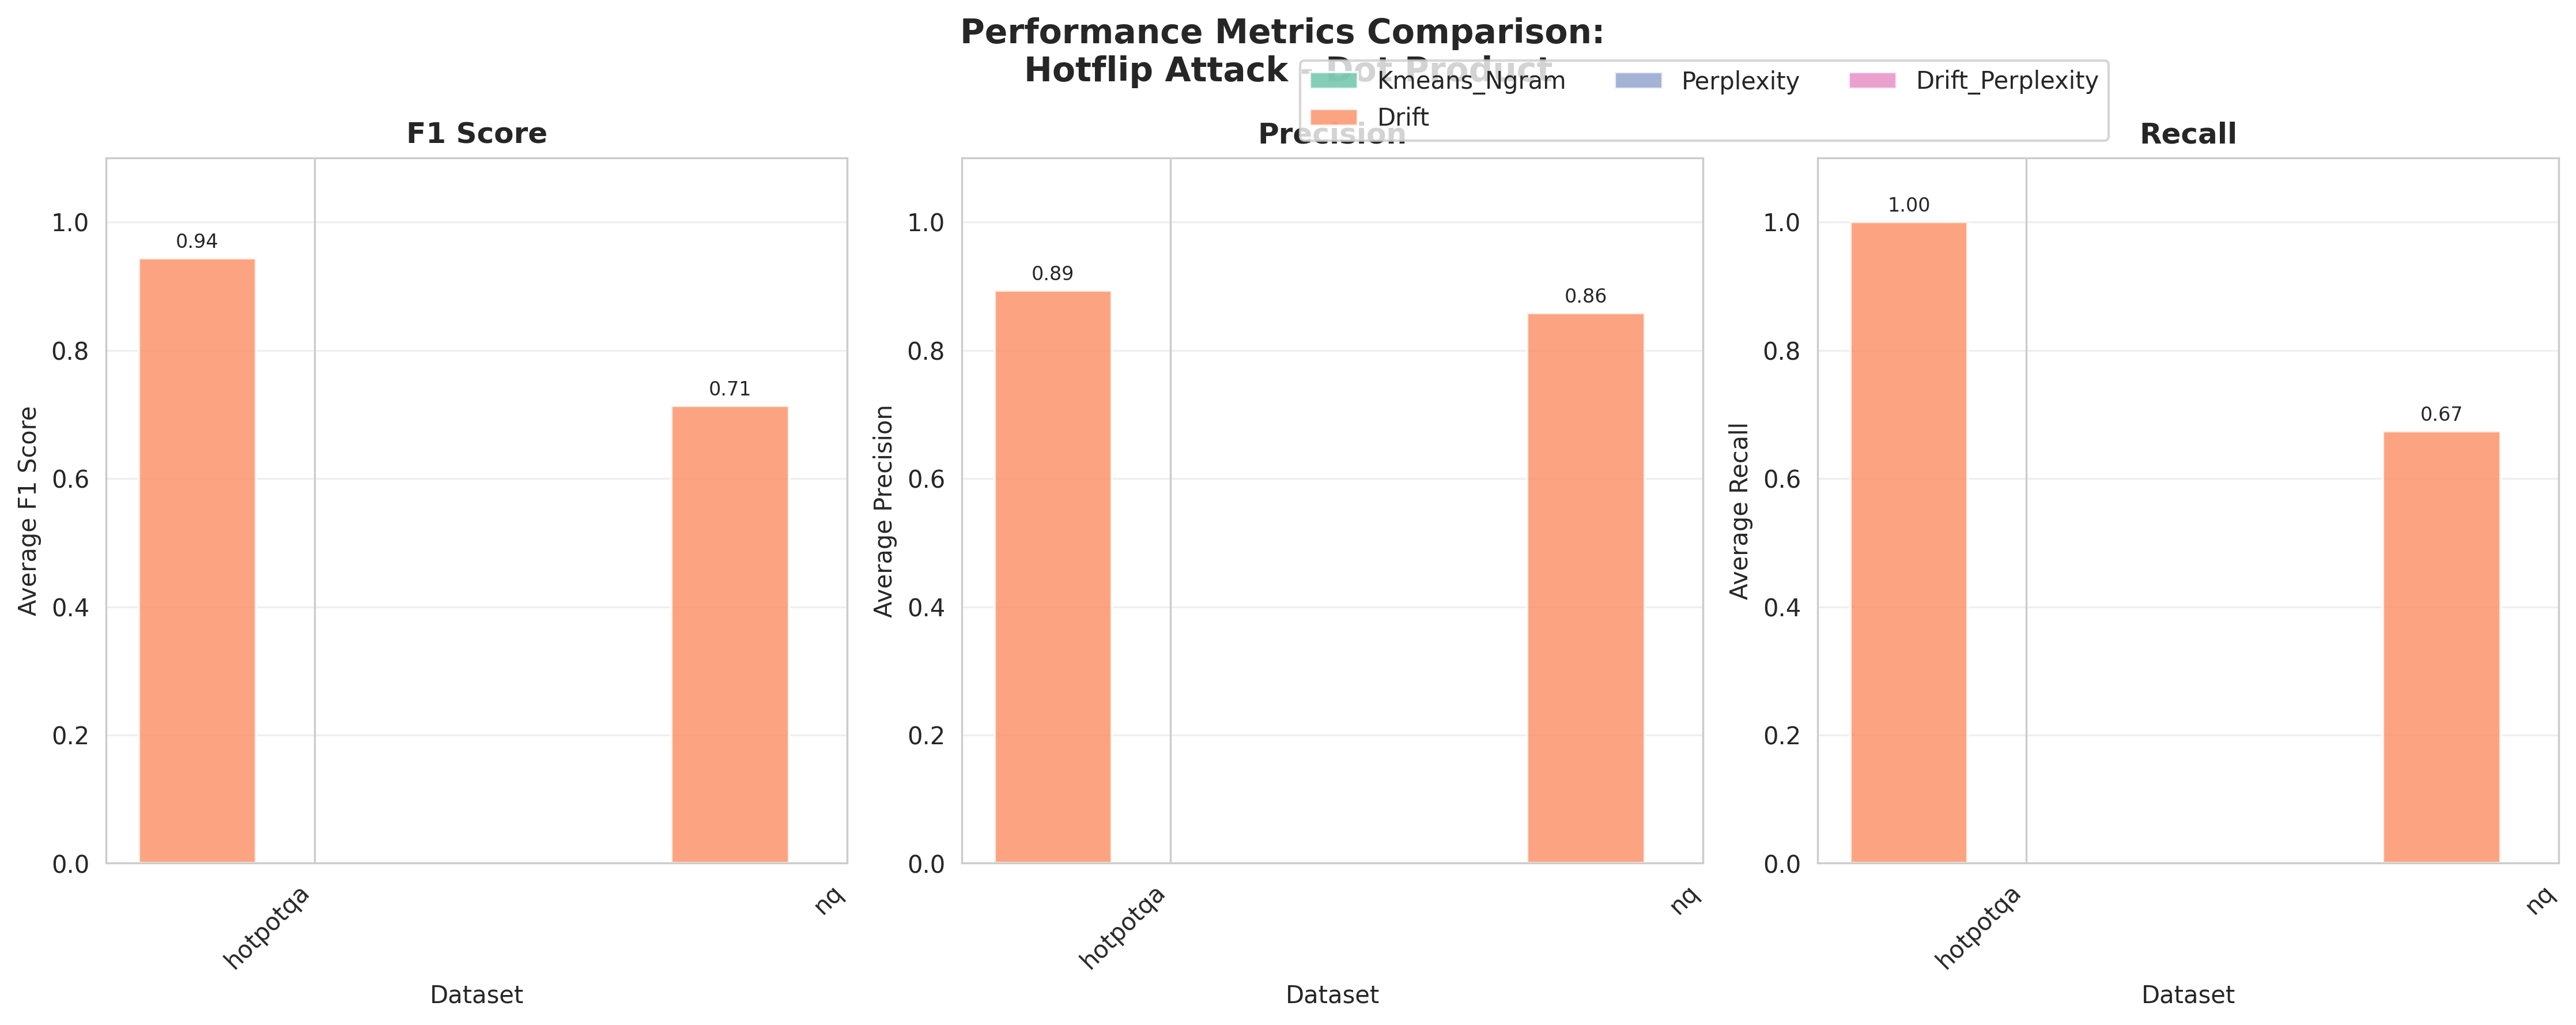 Performance Metrics Comparison:
Hotflip Attack - Dot Product
Kmeans_Ngram
Drift
Perplexity
Drift_Perplexity
F1 Score
Average F1 Score
1.0
0.8
0.6
0.4
0.2
0.0
0.94
0.71
hotpotqa
nq
Dataset
Precision
Average Precision
1.0
0.8
0.6
0.4
0.2
0.0
0.89
0.86
hotpotqa
nq
Dataset
Recall
Average Recall
1.0
0.8
0.6
0.4
0.2
0.0
1.00
0.67
hotpotqa
nq
Dataset